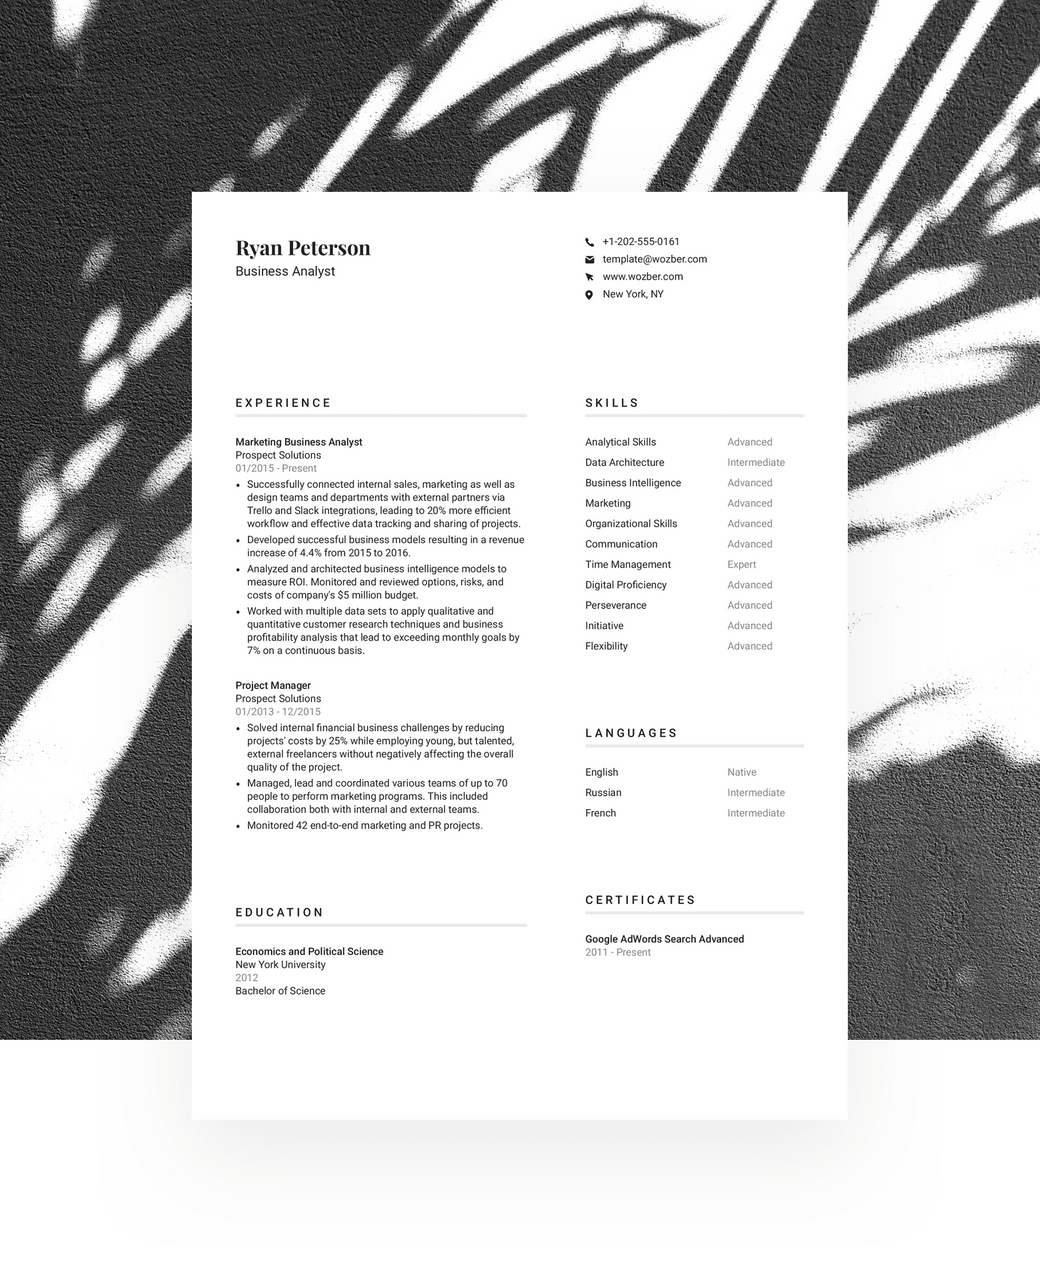 Ryan Peterson
Business Analyst
+1-202-555-0161
template@wozber.com
www.wozber.com
New York, NY
EXPERIENCE
Marketing Business Analyst
Prospect Solutions
01/2015 - Present
• Successfully connected internal sales, marketing as well as
design teams and departments with external partners via
Trello and Slack integrations, leading to 20% more efficient
workflow and effective data tracking and sharing of projects.
• Developed successful business models resulting in a revenue
increase of 4.4% from 2015 to 2016.
• Analyzed and architected business intelligence models to
measure ROI. Monitored and reviewed options, risks, and
costs of company's $5 million budget.
• Worked with multiple data sets to apply qualitative and
quantitative customer research techniques and business
profitability analysis that lead to exceeding monthly goals by
7% on a continuous basis.
Project Manager
Prospect Solutions
01/2013 - 12/2015
• Solved internal financial business challenges by reducing
projects' costs by 25% while employing young, but talented,
external freelancers without negatively affecting the overall
quality of the project.
• Managed, lead and coordinated various teams of up to 70
people to perform marketing programs. This included
collaboration both with internal and external teams.
• Monitored 42 end-to-end marketing and PR projects.
EDUCATION
Economics and Political Science
New York University
2012
Bachelor of Science
SKILLS
Analytical Skills Advanced
Data Architecture Intermediate
Business Intelligence Advanced
Marketing Advanced
Organizational Skills Advanced
Communication Advanced
Time Management Expert
Digital Proficiency Advanced
Perseverance Advanced
Initiative Advanced
Flexibility Advanced
LANGUAGES
English Native
Russian Intermediate
French Intermediate
CERTIFICATES
Google AdWords Search Advanced
2011 - Present